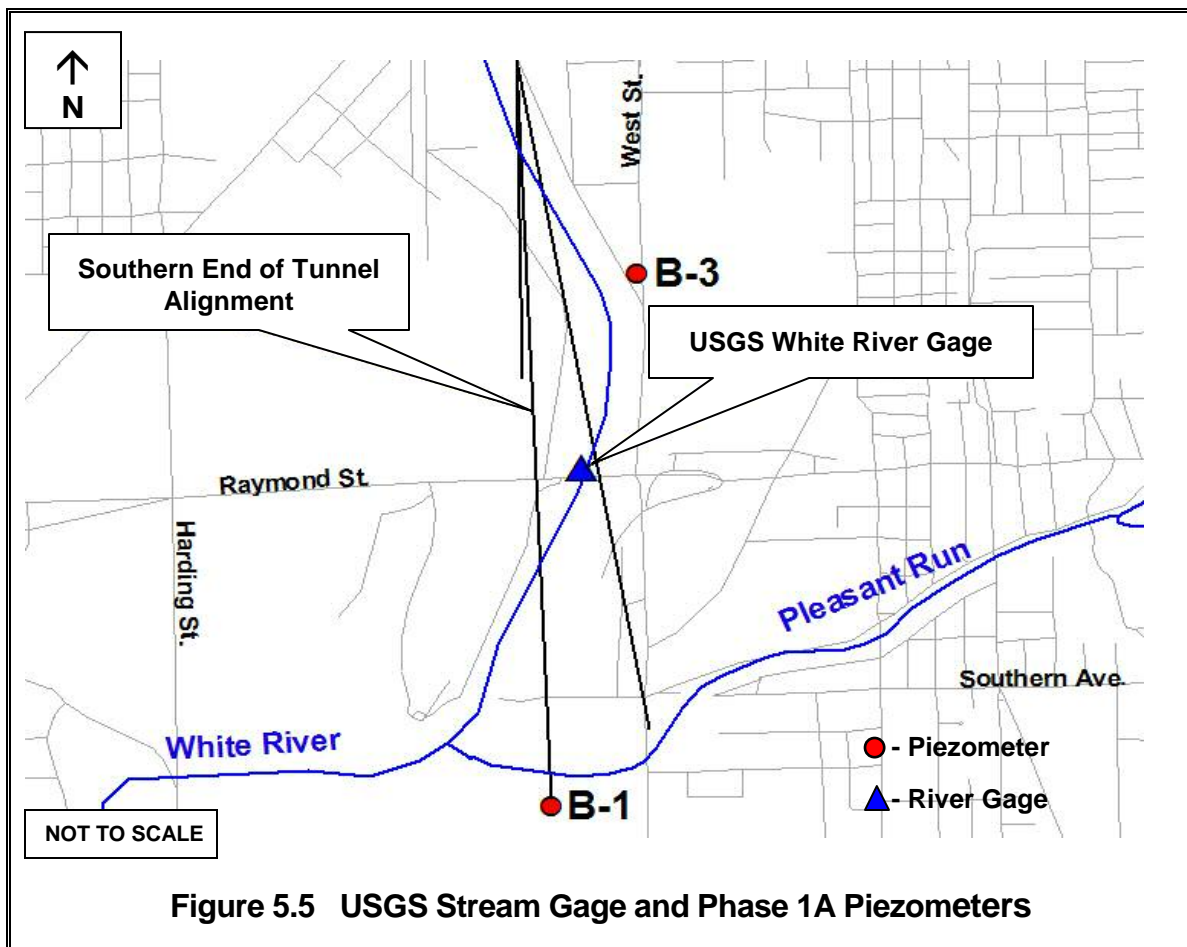 ↑
N
West St.
Southern End of Tunnel
Alignment
B-3
USGS White River Gage
Raymond St.
Harding St.
Pleasant Run
Southern Ave.
White River
- Piezometer
- River Gage
B-1
NOT TO SCALE
Figure 5.5 USGS Stream Gage and Phase 1A Piezometers